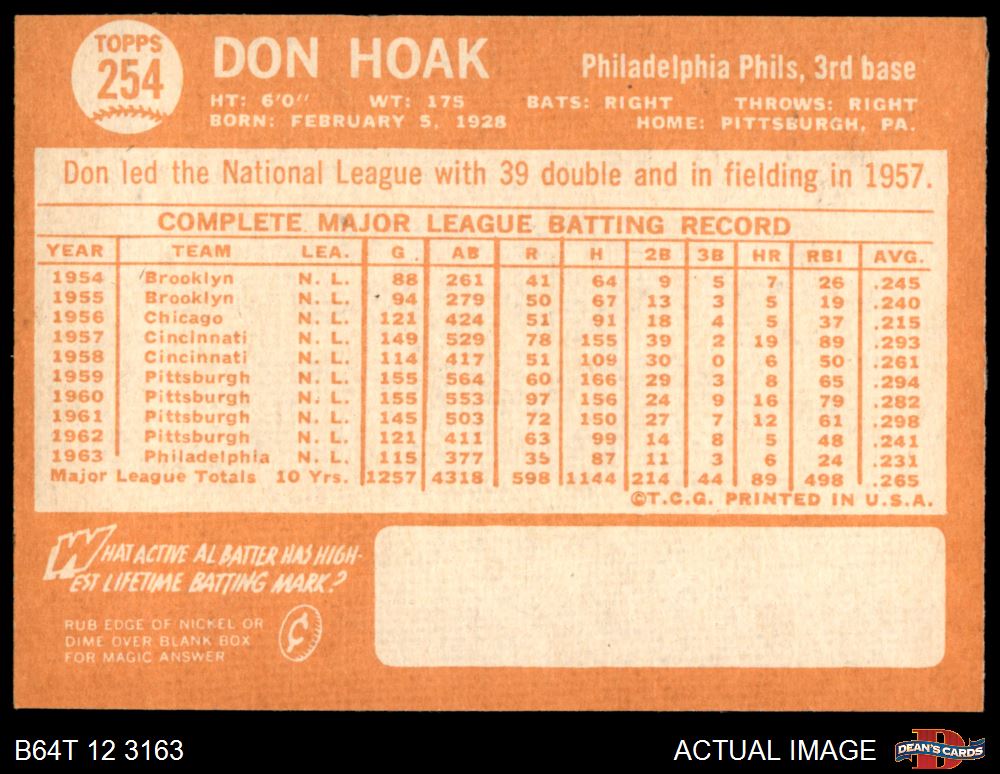 TOPPS
254
DON HOAK
Philadelphia Phils, 3rd base
HT: 6'0" WT: 175 BATS: RIGHT THROWS: RIGHT
BORN: FEBRUARY 5, 1928 HOME: PITTSBURGH, PA.
Don led the National League with 39 double and in fielding in 1957.
COMPLETE MAJOR LEAGUE BATTING RECORD
YEAR TEAM LEA. G AB R H 2B 3B HR RBI AVG.
1954 Brooklyn N. L. 88 261 41 64 9 5 7 26 .245
1955 Brooklyn N. L. 94 279 50 67 13 3 5 19 .240
1956 Chicago N. L. 121 424 51 91 18 4 5 37 .215
1957 Cincinnati N. L. 149 529 78 155 39 2 19 89 .293
1958 Cincinnati N. L. 114 417 51 109 30 0 6 50 .261
1959 Pittsburgh N. L. 155 564 60 166 29 3 8 65 .294
1960 Pittsburgh N. L. 155 553 97 156 24 9 16 79 .282
1961 Pittsburgh N. L. 145 503 72 150 27 7 12 61 .298
1962 Pittsburgh N. L. 121 411 63 99 14 8 5 48 .241
1963 Philadelphia N. L. 115 377 35 87 11 3 6 24 .231
Major League Totals 10 Yrs. 1257 4318 598 1144 214 44 89 498 .265
©T.C.G. PRINTED IN U.S.A.
WHAT ACTIVE AL BATTER HAS HIGH-
EST LIFETIME BATTING MARK?
RUB EDGE OF NICKEL OR
DIME OVER BLANK BOX
FOR MAGIC ANSWER
¢
B64T 12 3163
ACTUAL IMAGE
D
DEAN'S CARDS